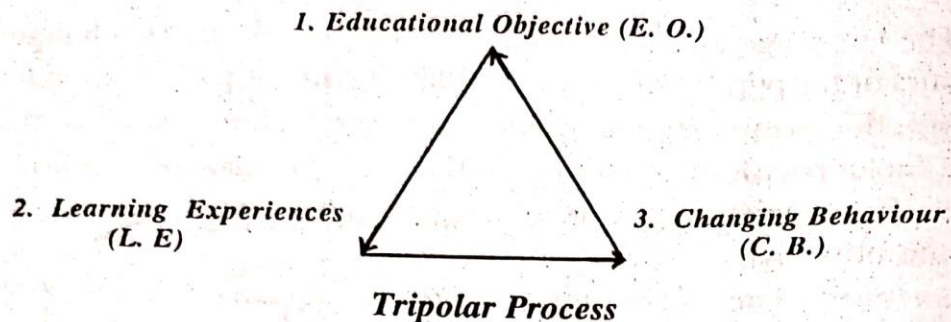 1. Educational Objective (E. O.)
2. Learning Experiences
(L. E)
3. Changing Behaviour
(C. B.)
Tripolar Process